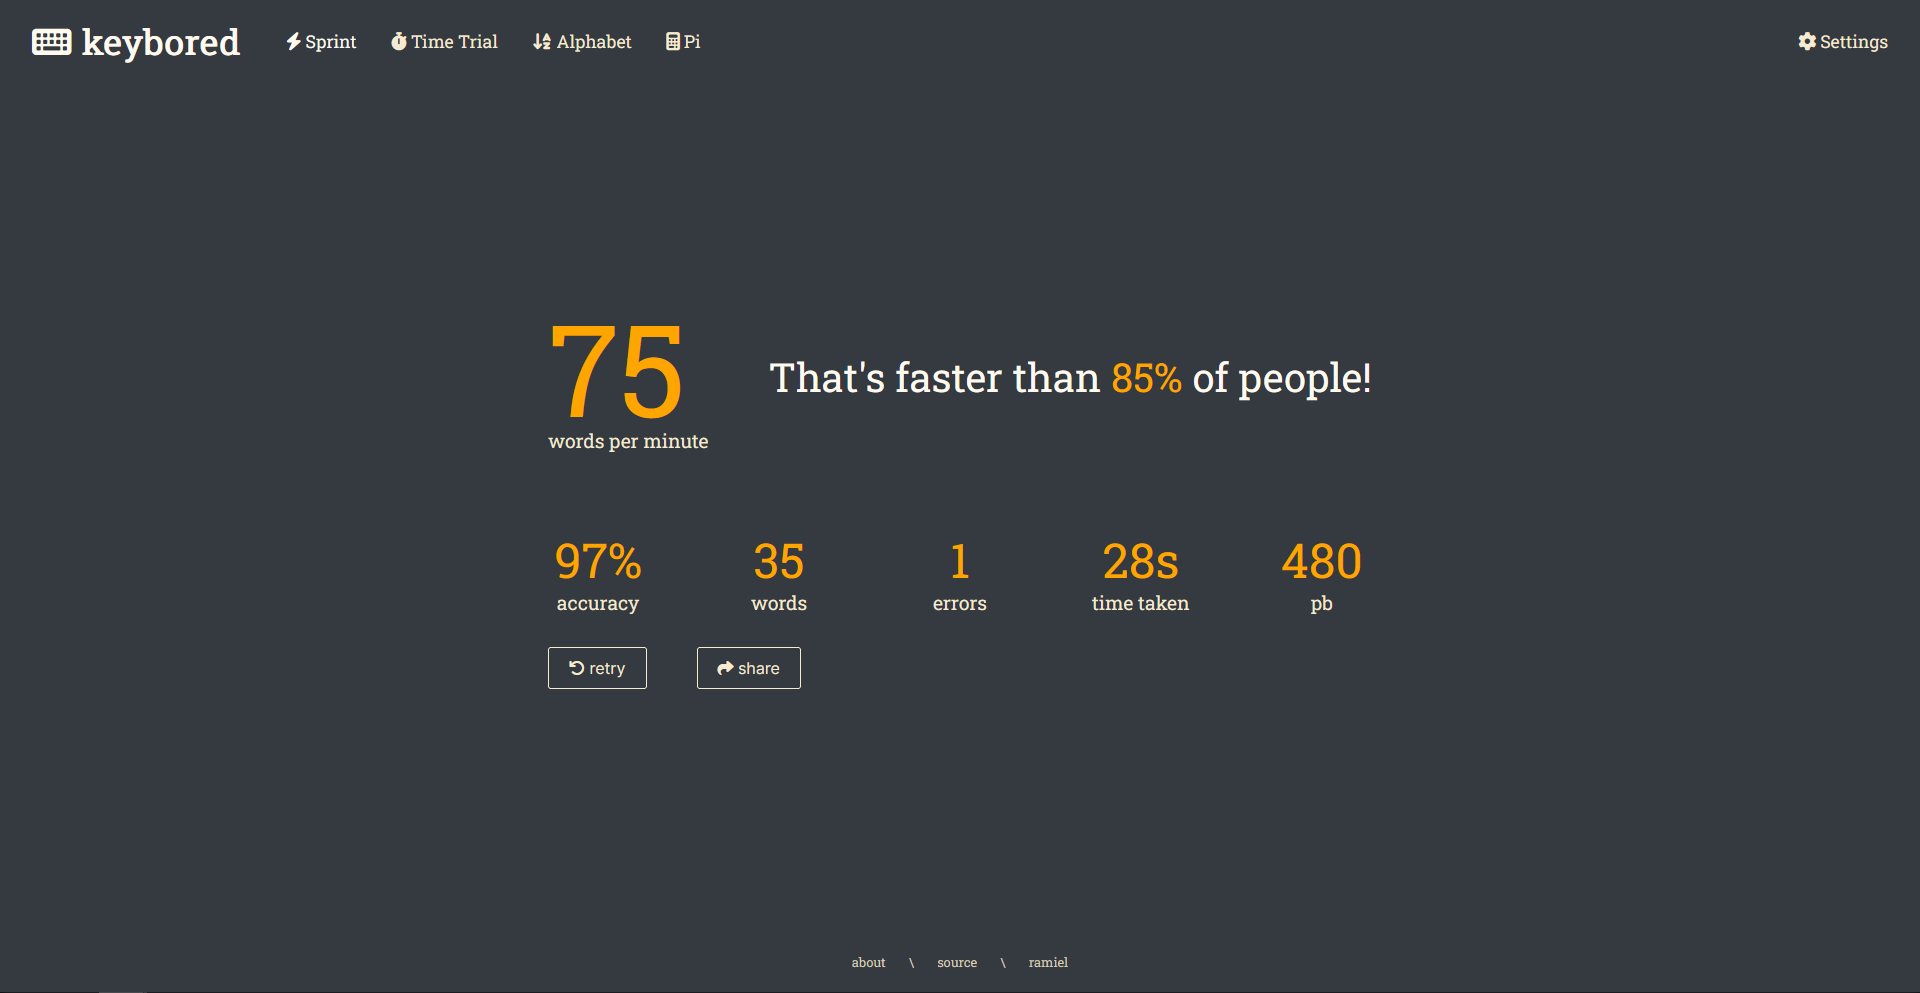 keybored Sprint Time Trial Alphabet Pi Settings
75
words per minute
That's faster than 85% of people!
97% 35 1 28s 480
accuracy words errors time taken pb
retry share
about \ source \ ramiel